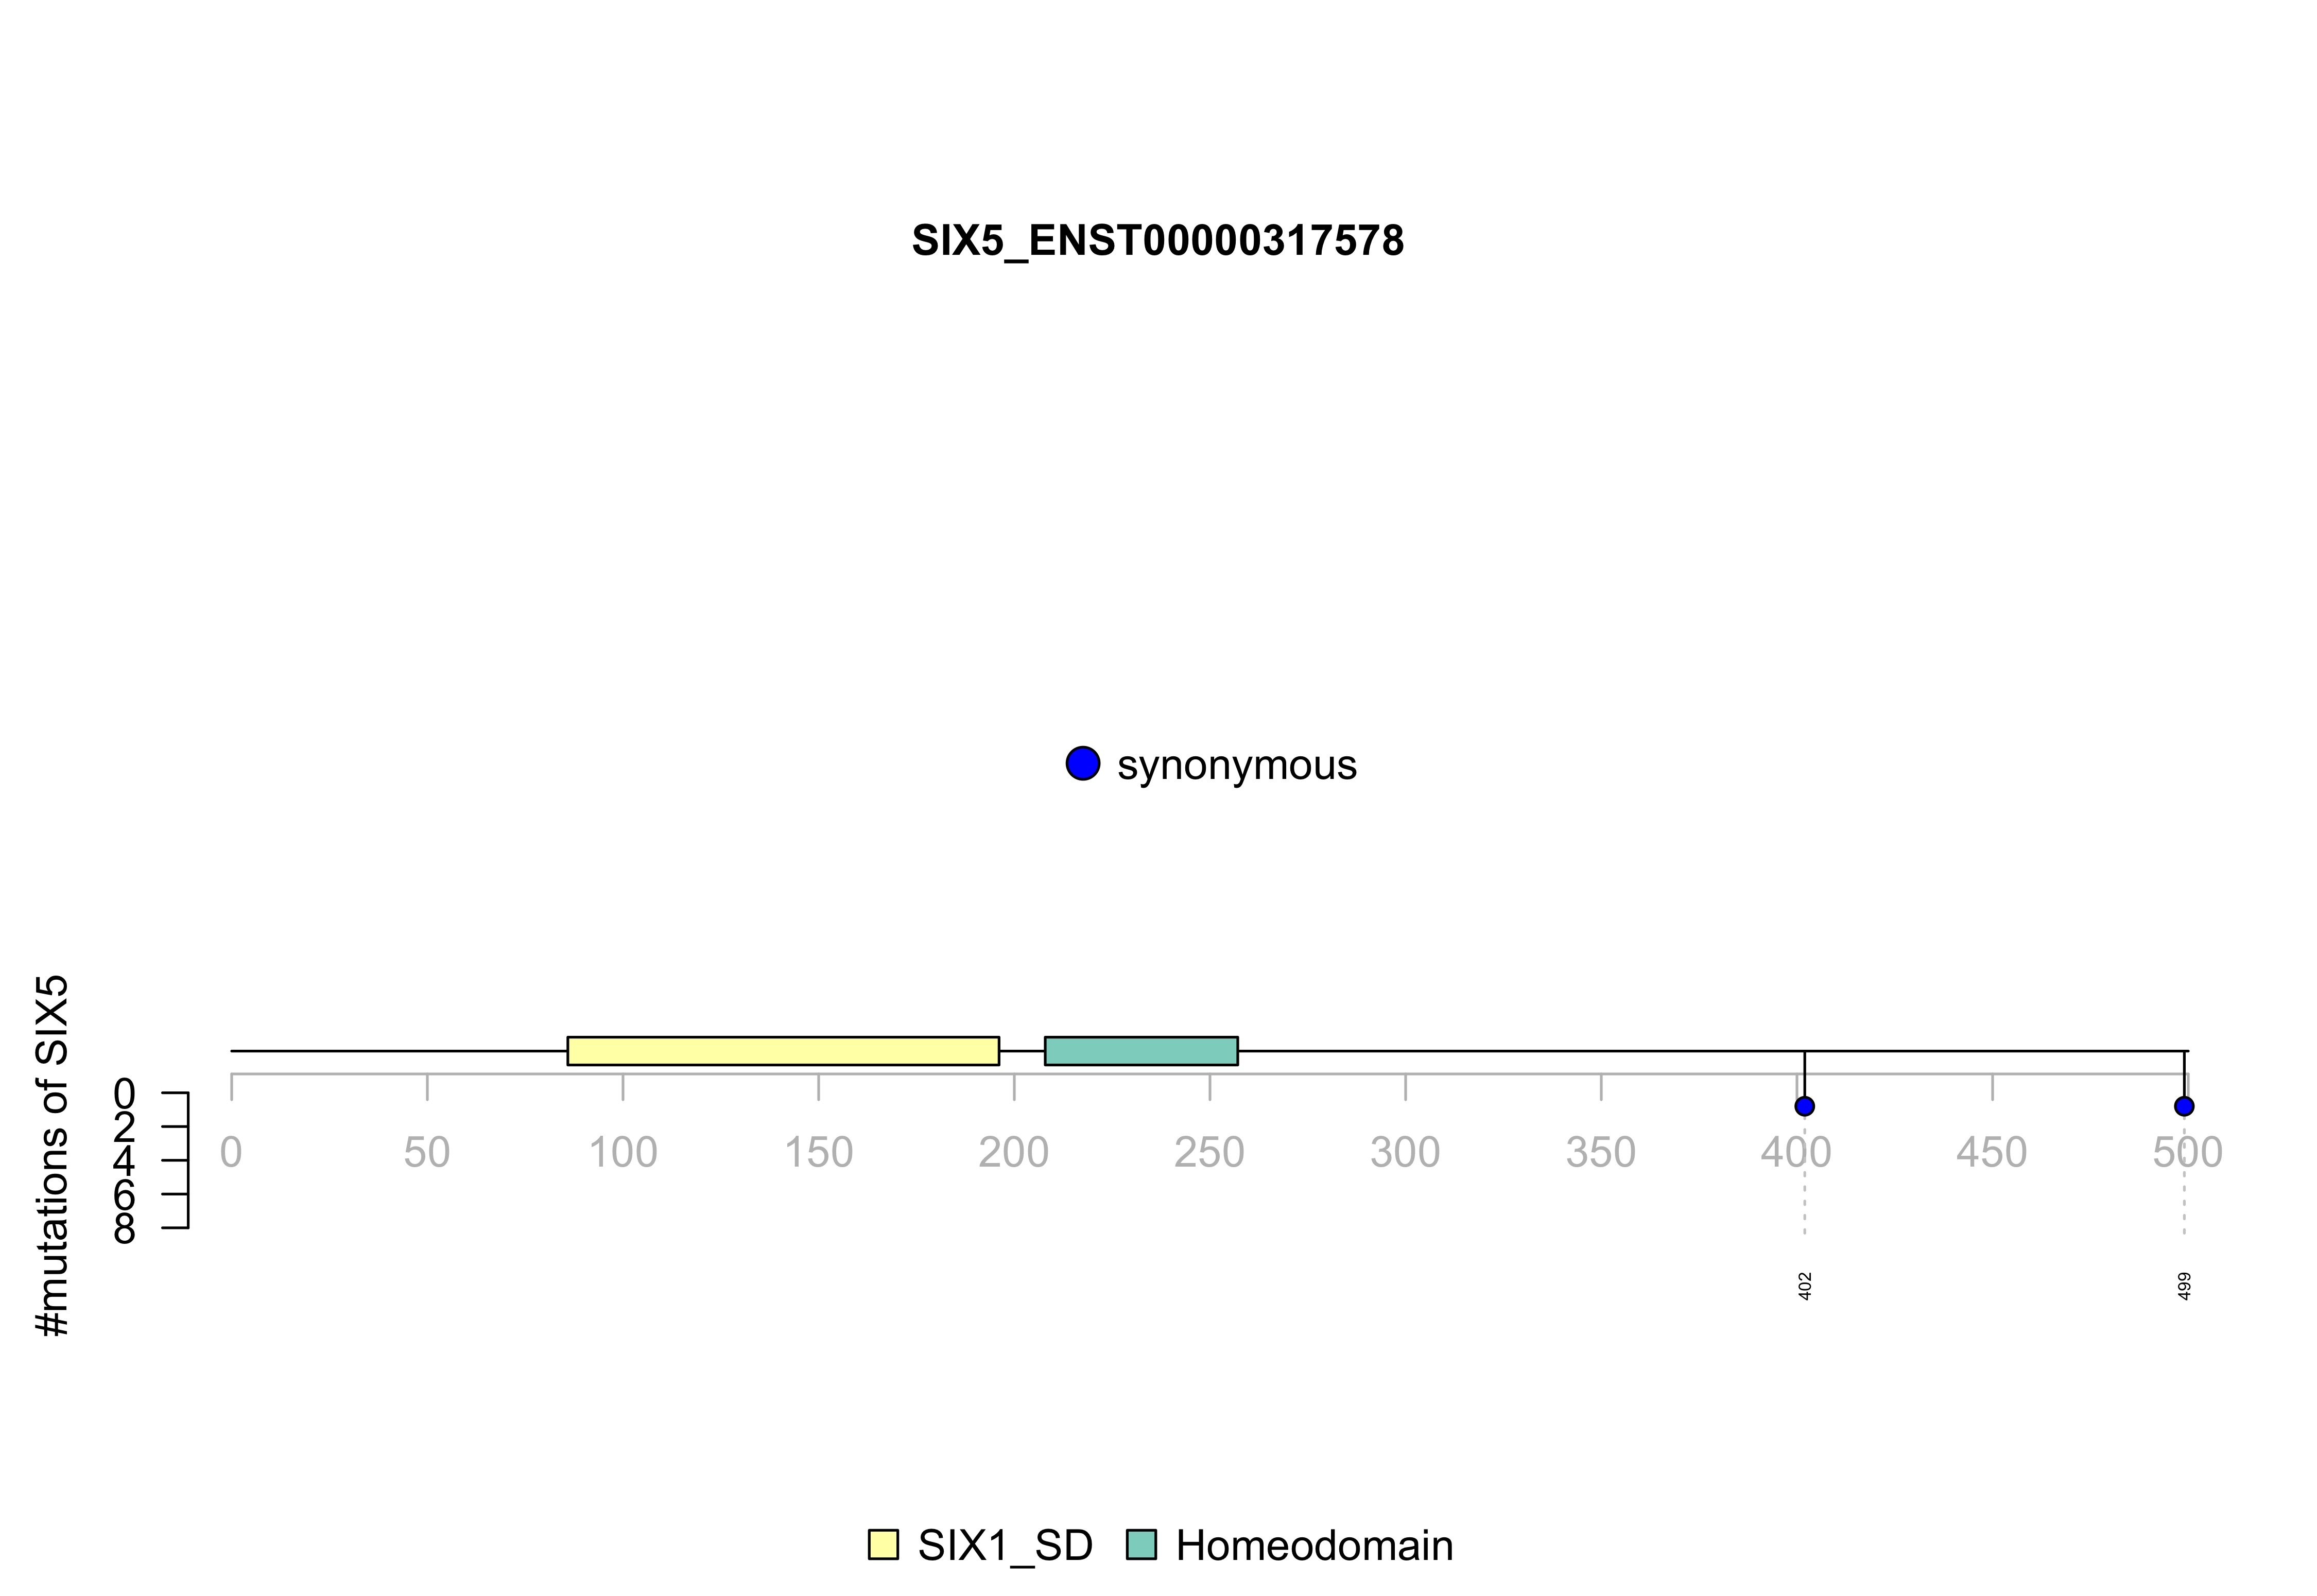 SIX5_ENST00000317578
synonymous
#mutations of SIX5
0
2
4
6
8
0 50 100 150 200 250 300 350 400 450 500
402 499
SIX1_SD Homeodomain